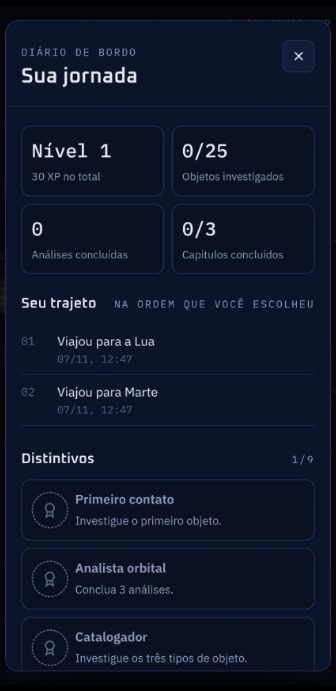 DIÁRIO DE BORDO
Sua jornada
Nível 1
30 XP no total
0/25
Objetos investigados
0
Análises concluídas
0/3
Capítulos concluídos
Seu trajeto NA ORDEM QUE VOCÊ ESCOLHEU
01 Viajou para a Lua
07/11, 12:47
02 Viajou para Marte
07/11, 12:47
Distintivos 1/9
Primeiro contato
Investigue o primeiro objeto.
Analista orbital
Conclua 3 análises.
Catalogador
Investigue os três tipos de objeto.